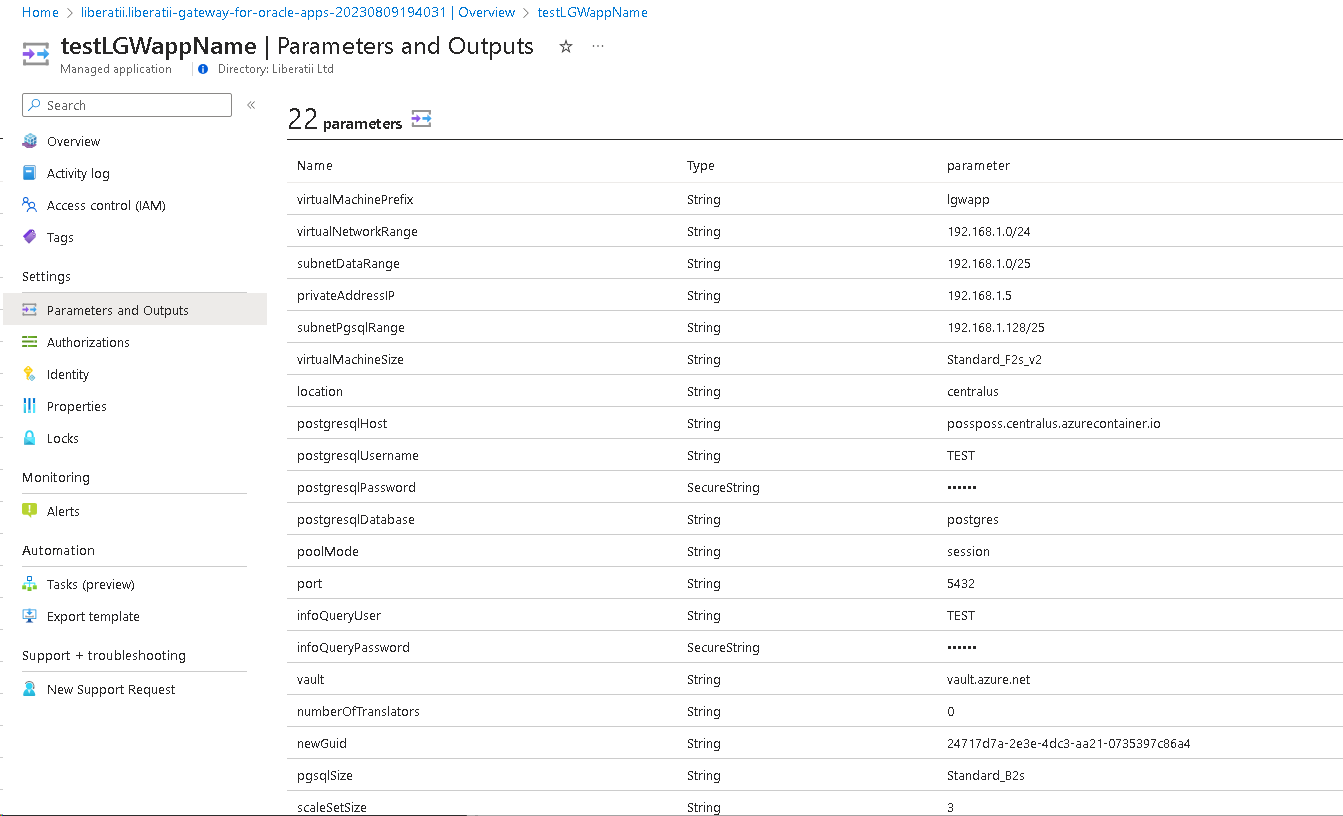 Home > liberatii.liberatii-gateway-for-oracle-apps-20230809194031 | Overview > testLGWappName
testLGWappName | Parameters and Outputs
Managed application
Directory: Liberatii Ltd
Search
Overview
Activity log
Access control (IAM)
Tags
Settings
Parameters and Outputs
Authorizations
Identity
Properties
Locks
Monitoring
Alerts
Automation
Tasks (preview)
Export template
Support + troubleshooting
New Support Request
22 parameters
Name Type parameter
virtualMachinePrefix String lgwapp
virtualNetworkRange String 192.168.1.0/24
subnetDataRange String 192.168.1.0/25
privateAddressIP String 192.168.1.5
subnetPgsqlRange String 192.168.1.128/25
virtualMachineSize String Standard_F2s_v2
location String centralus
postgresqlHost String possposs.centralus.azurecontainer.io
postgresqlUsername String TEST
postgresqlPassword SecureString ••••••
postgresqlDatabase String postgres
poolMode String session
port String 5432
infoQueryUser String TEST
infoQueryPassword SecureString ••••••
vault String vault.azure.net
numberOfTranslators String 0
newGuid String 24717d7a-2e3e-4dc3-aa21-0735397c86a4
pgsqlSize String Standard_B2s
scaleSetSize String 3